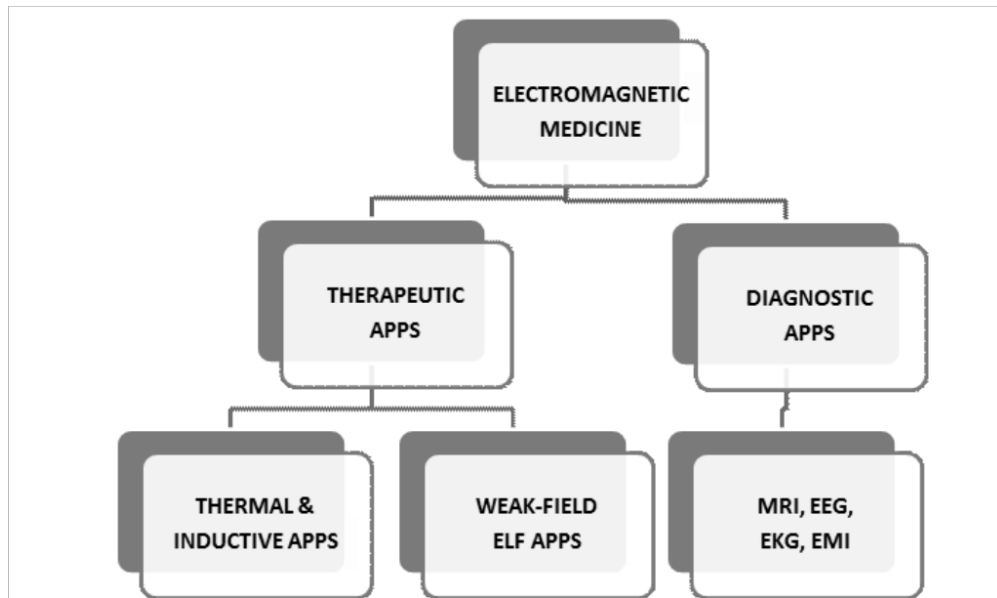 ELECTROMAGNETIC
MEDICINE
THERAPEUTIC
APPS
DIAGNOSTIC
APPS
THERMAL &
INDUCTIVE APPS
WEAK-FIELD
ELF APPS
MRI, EEG,
EKG, EMI